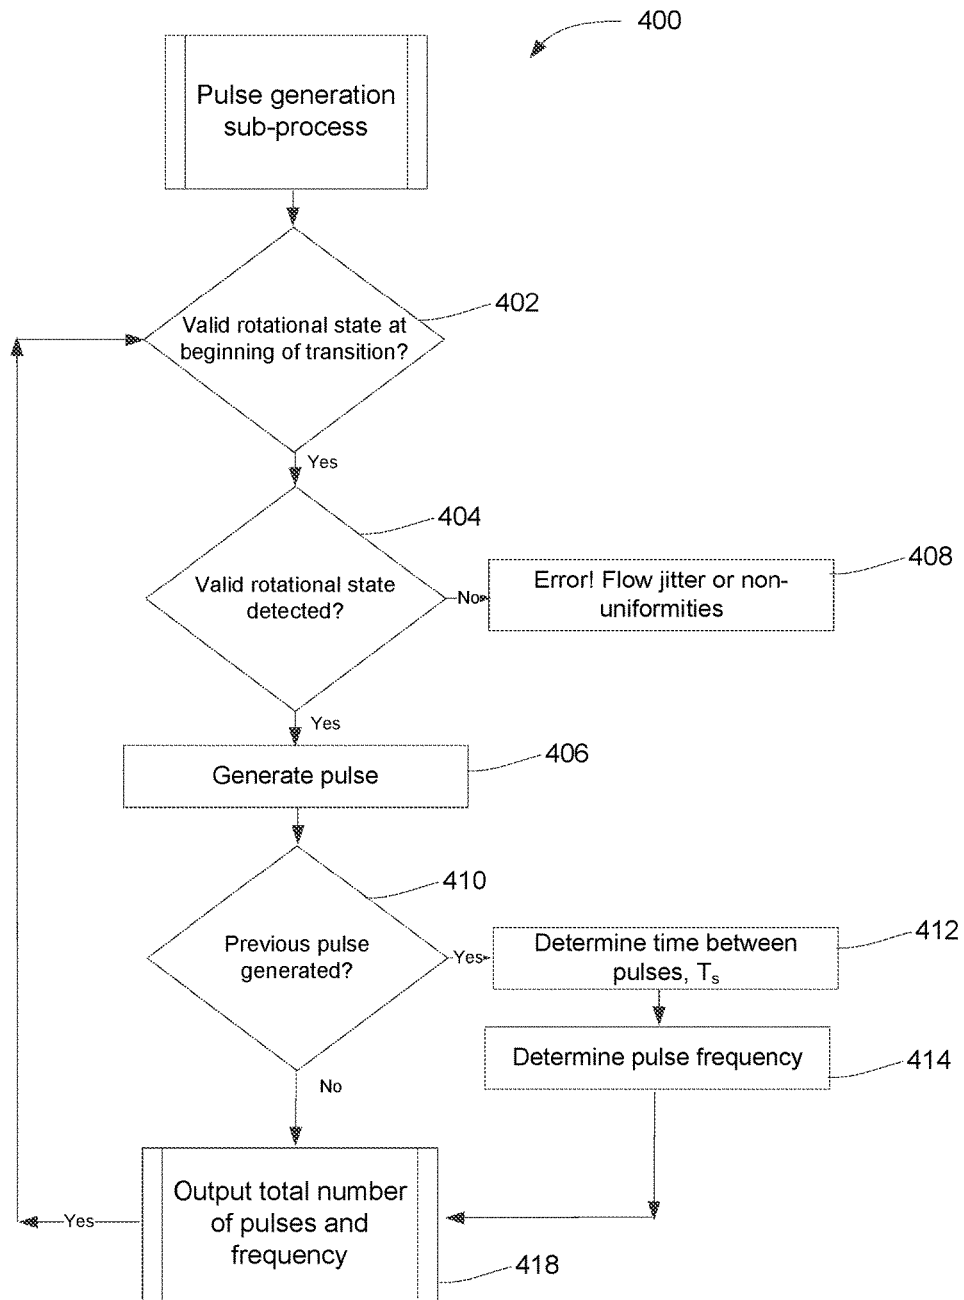 400
Pulse generation
sub-process
402
Valid rotational state at
beginning of transition?
Yes
404
Valid rotational state
detected?
No
Error! Flow jitter or non-
uniformities
408
Yes
Generate pulse
406
410
Previous pulse
generated?
Yes
Determine time between
pulses, Ts
412
Determine pulse frequency
414
No
Output total number
of pulses and
frequency
Yes
418